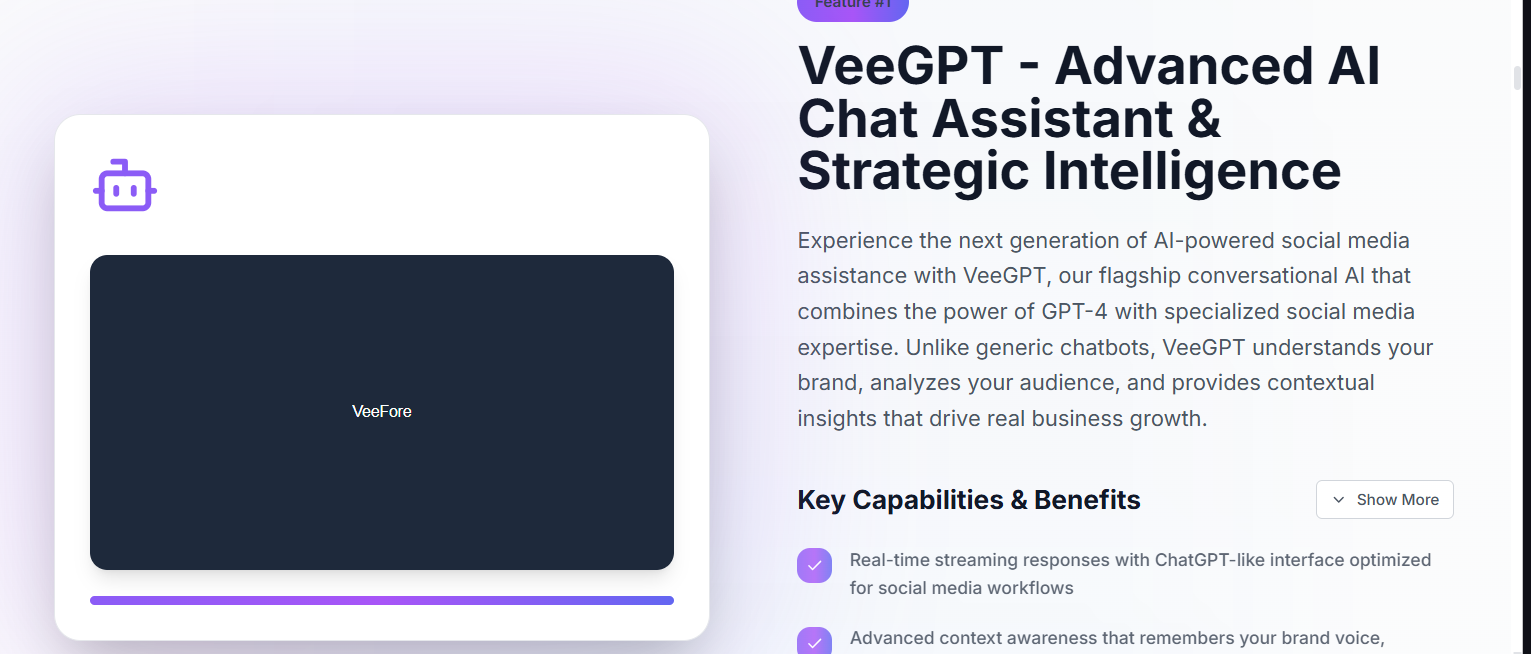 Feature #1
VeeGPT - Advanced AI
Chat Assistant &
Strategic Intelligence
Experience the next generation of AI-powered social media
assistance with VeeGPT, our flagship conversational AI that
combines the power of GPT-4 with specialized social media
expertise. Unlike generic chatbots, VeeGPT understands your
brand, analyzes your audience, and provides contextual
insights that drive real business growth.
VeeFore
Key Capabilities & Benefits
Show More
Real-time streaming responses with ChatGPT-like interface optimized
for social media workflows
Advanced context awareness that remembers your brand voice,